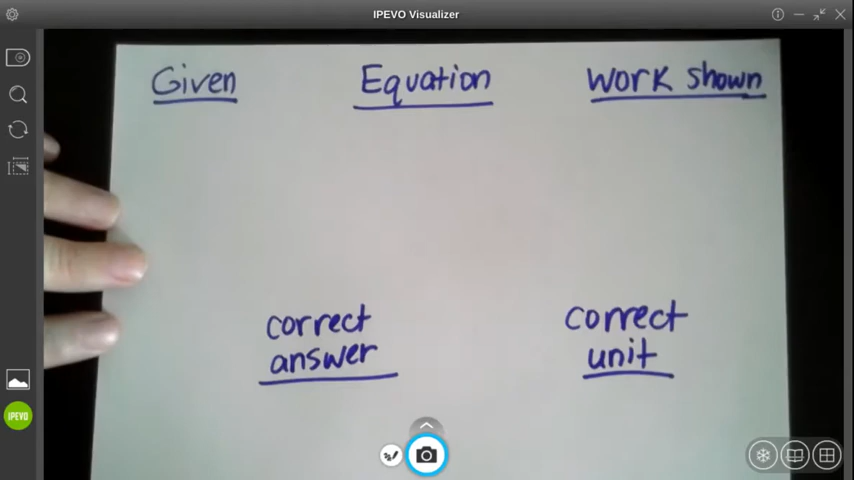 IPEVO Visualizer
Given Equation Work shown
correct
answer
correct
unit
IPEVO